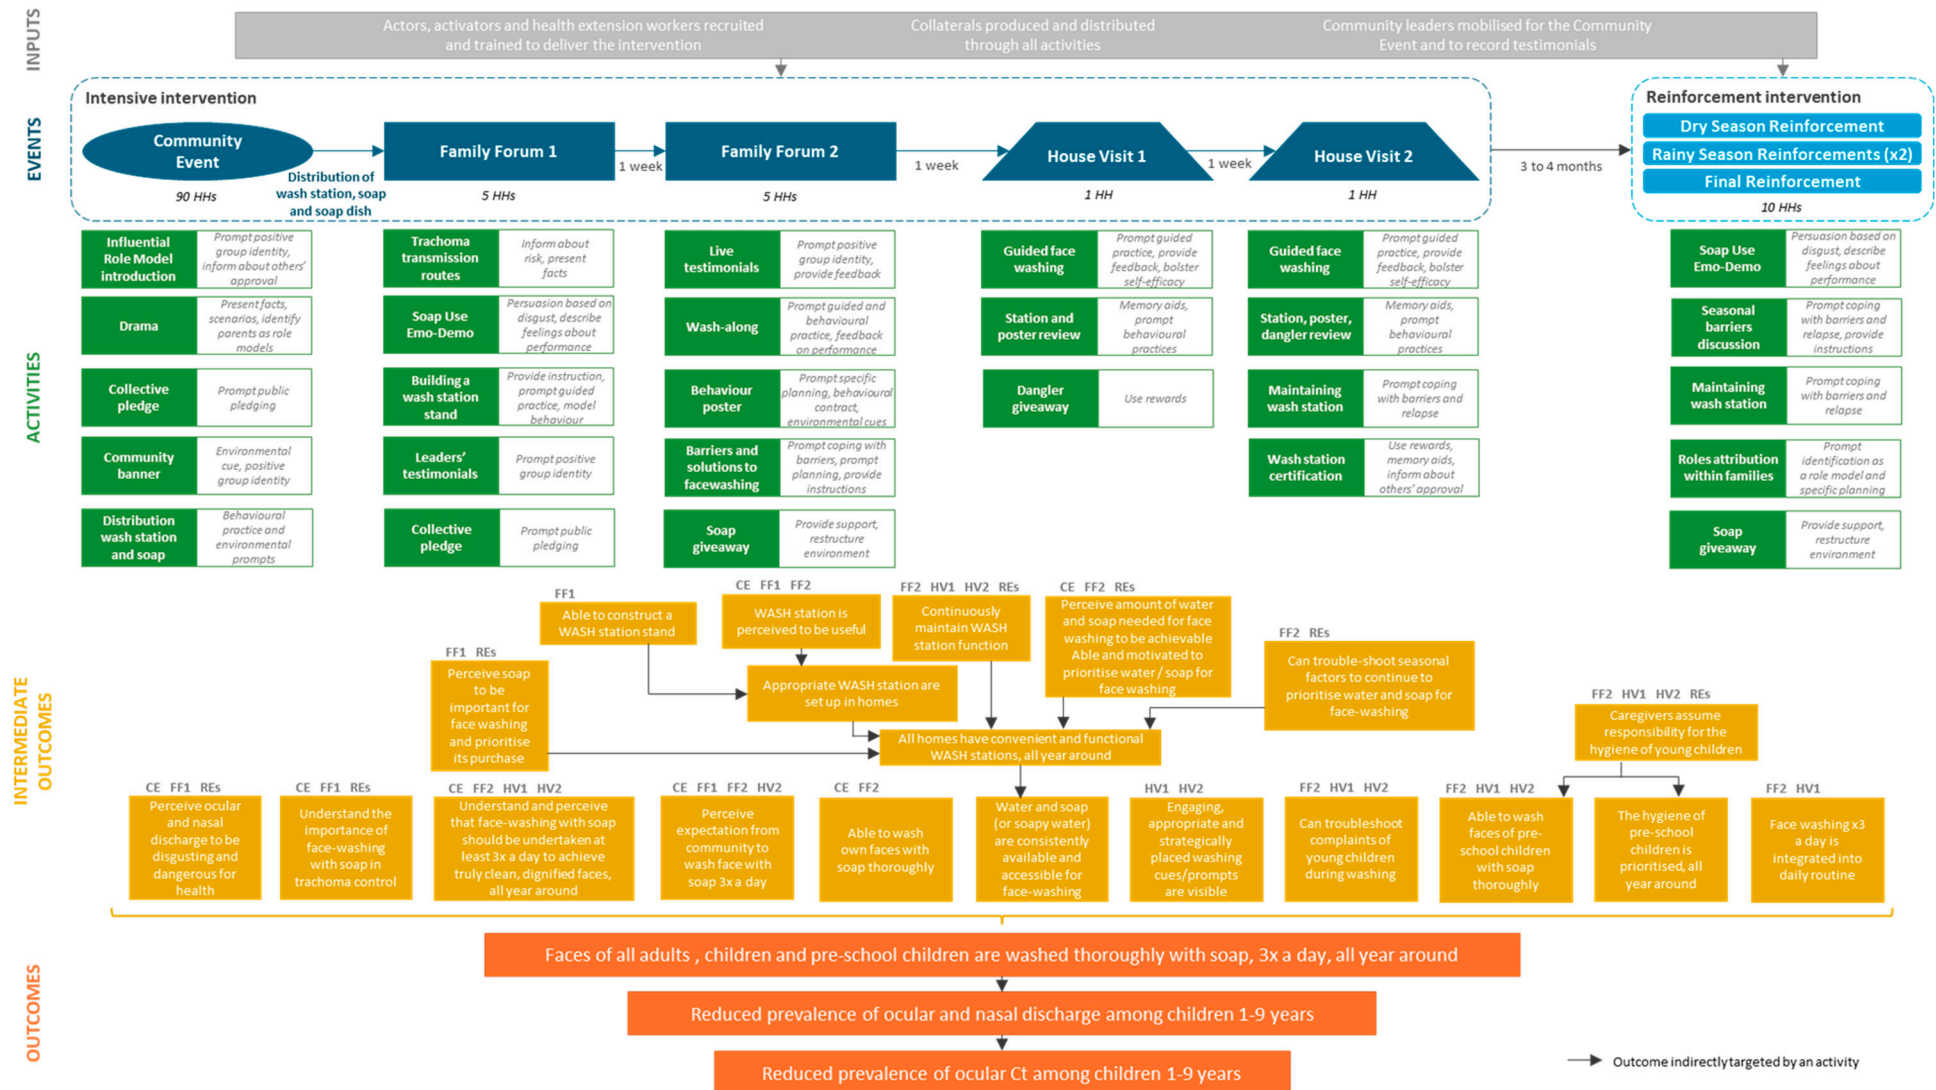 INPUTS
Actors, activators and health extension workers recruited
and trained to deliver the intervention
Collaterals produced and distributed
through all activities
Community leaders mobilised for the Community
Event and to record testimonials
EVENTS
Intensive intervention
Community
Event
90 HHs
Distribution of
wash station, soap
and soap dish
Family Forum 1
5 HHs
1 week
Family Forum 2
5 HHs
1 week
House Visit 1
1 HH
1 week
House Visit 2
1 HH
3 to 4 months
Reinforcement intervention
Dry Season Reinforcement
Rainy Season Reinforcements (x2)
Final Reinforcement
10 HHs
ACTIVITIES
Influential
Role Model
introduction
Prompt positive
group identity,
inform about others'
approval
Drama
Present facts,
scenarios, identify
parents as role
models
Collective
pledge
Prompt public
pledging
Community
banner
Environmental
cue, positive
group identity
Distribution
wash station
and soap
Behavioural
practice and
environmental
prompts
Trachoma
transmission
routes
Inform about
risk, present
facts
Soap Use
Emo-Demo
Persuasion based on
disgust, describe
feelings about
performance
Building a
wash station
stand
Provide instruction,
prompt guided
practice, model
behaviour
Leaders'
testimonials
Prompt positive
group identity
Collective
pledge
Prompt public
pledging
Live
testimonials
Prompt positive
group identity,
provide feedback
Wash-along
Prompt guided and
behavioural
practice, feedback
on performance
Behaviour
poster
Prompt specific
planning, behavioural
contract,
environmental cues
Barriers and
solutions to
facewashing
Prompt coping with
barriers, prompt
planning, provide
instructions
Soap
giveaway
Provide support,
restructure
environment
Guided face
washing
Prompt guided
practice, provide
feedback, bolster
self-efficacy
Station and
poster review
Memory aids,
prompt
behavioural
practices
Dangler
giveaway
Use rewards
Guided face
washing
Prompt guided
practice, provide
feedback, bolster
self-efficacy
Station, poster,
dangler review
Memory aids,
prompt
behavioural
practices
Maintaining
wash station
Prompt coping
with barriers
and relapse
Wash station
certification
Use rewards,
memory aids,
inform about
others' approval
Soap Use
Emo-Demo
Persuasion based on
disgust, describe
feelings about
performance
Seasonal
barriers
discussion
Prompt coping
with barriers and
relapse, provide
instructions
Maintaining
wash station
Prompt coping
with barriers
and relapse
Roles attribution
within families
Prompt
identification as
a role model and
specific planning
Soap
giveaway
Provide support,
restructure
environment
INTERMEDIATE
OUTCOMES
FF1
Able to construct a
WASH station stand
CE FF1 FF2
WASH station is
perceived to be useful
FF2 HV1 HV2 REs
Continuously
maintain WASH
station function
CE FF2 REs
Perceive amount of water
and soap needed for face
washing to be achievable
Able and motivated to
prioritise water / soap for
face washing
FF2 REs
Can trouble-shoot seasonal
factors to continue to
prioritise water and soap for
face-washing
FF1 REs
Perceive soap
to be
important for
face washing
and prioritise
its purchase
Appropriate WASH station are
set up in homes
All homes have convenient and functional
WASH stations, all year around
FF2 HV1 HV2 REs
Caregivers assume
responsibility for the
hygiene of young children
CE FF1 REs
Perceive ocular
and nasal
discharge to be
disgusting and
dangerous for
health
CE FF1 REs
Understand the
importance of
face-washing
with soap in
trachoma control
CE FF2 HV1 HV2
Understand and perceive
that face-washing with soap
should be undertaken at
least 3x a day to achieve
truly clean, dignified faces,
all year around
CE FF1 FF2 HV2
Perceive
expectation from
community to
wash face with
soap 3x a day
CE FF2
Able to wash
own faces with
soap thoroughly
Water and soap
(or soapy water)
are consistently
available and
accessible for
face-washing
HV1 HV2
Engaging,
appropriate and
strategically
placed washing
cues/prompts
are visible
FF2 HV1 HV2
Can troubleshoot
complaints of
young children
during washing
FF2 HV1 HV2
Able to wash
faces of pre-
school children
with soap
thoroughly
The hygiene of
pre-school
children is
prioritised, all
year around
FF2 HV1
Face washing x3
a day is
integrated into
daily routine
OUTCOMES
Faces of all adults , children and pre-school children are washed thoroughly with soap, 3x a day, all year around
Reduced prevalence of ocular and nasal discharge among children 1-9 years
Reduced prevalence of ocular Ct among children 1-9 years
Outcome indirectly targeted by an activity